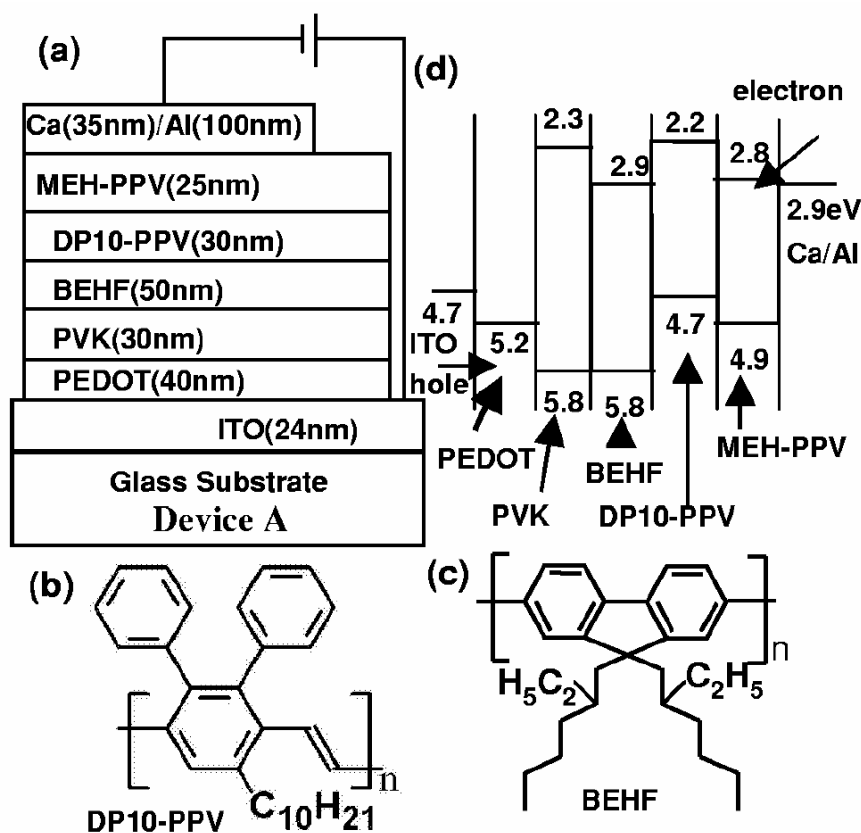 (a)
Ca(35nm)/Al(100nm)
MEH-PPV(25nm)
DP10-PPV(30nm)
BEHF(50nm)
PVK(30nm)
PEDOT(40nm)
ITO(24nm)
Glass Substrate
Device A
(d)
electron
2.3
2.2
2.9
2.8
2.9eV
Ca/Al
4.7
ITO
hole
5.2
5.8
5.8
4.7
4.9
PEDOT
PVK
BEHF
DP10-PPV
MEH-PPV
(b)
n
C10H21
DP10-PPV
(c)
n
H5C2
C2H5
BEHF